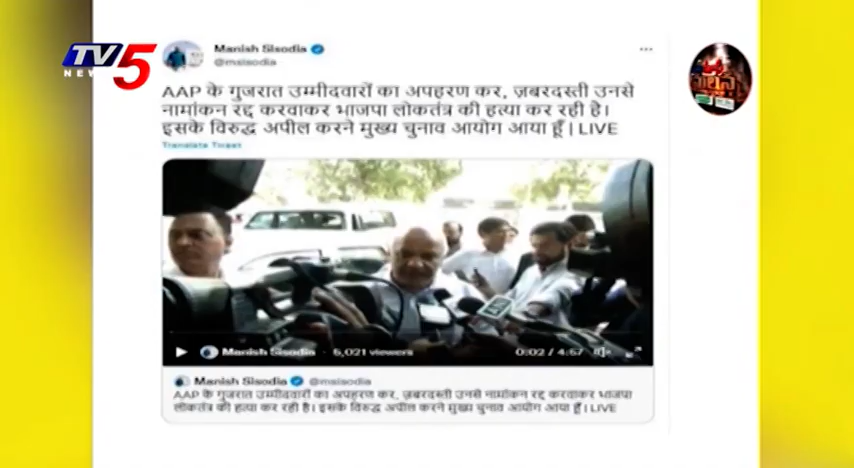 TV5
NEWS
Manish Sisodia
@msisodia
AAP के गुजरात उम्मीदवारों का अपहरण कर, ज़बरदस्ती उनसे
नामांकन रद्द करवाकर भाजपा लोकतंत्र की हत्या कर रही है।
इसके विरुद्ध अपील करने मुख्य चुनाव आयोग आया हूँ | LIVE
Translate Tweet
Manish Sisodia · 5,021 viewers
0:02 / 4:57
Manish Sisodia @msisodia
AAP के गुजरात उम्मीदवारों का अपहरण कर, ज़बरदस्ती उनसे नामांकन रद्द करवाकर भाजपा
लोकतंत्र की हत्या कर रही है। इसके विरुद्ध अपील करने मुख्य चुनाव आयोग आया हूँ | LIVE